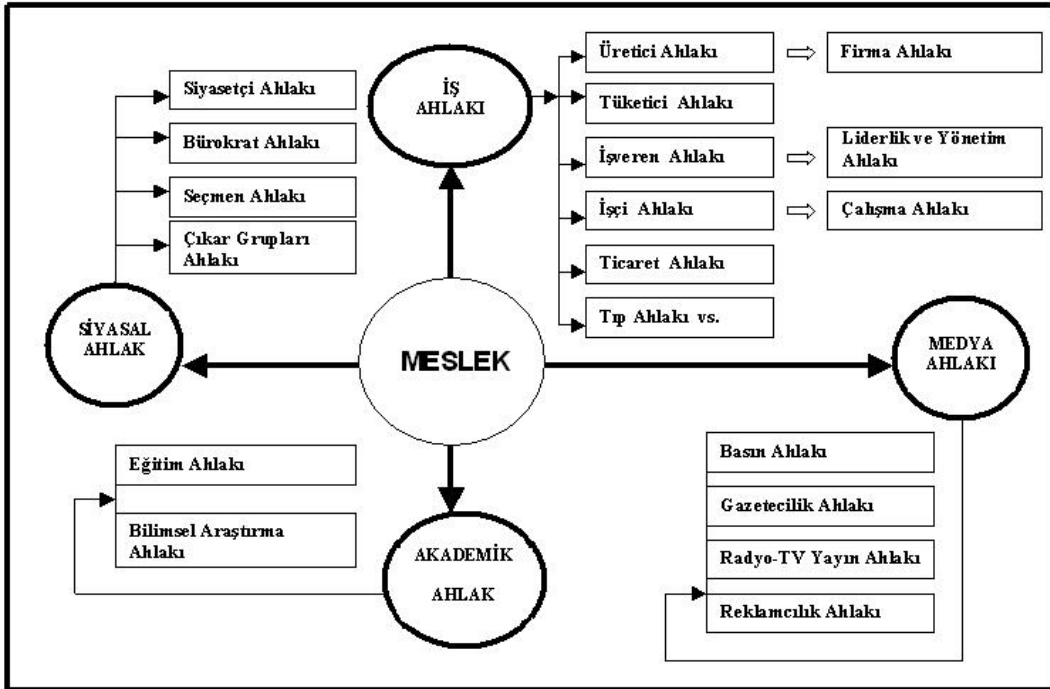 Siyasetçi Ahlakı
Bürokrat Ahlakı
Seçmen Ahlakı
Çıkar Grupları
Ahlakı
SİYASAL
AHLAK
İŞ
AHLAKI
Üretici Ahlakı
Firma Ahlakı
Tüketici Ahlakı
İşveren Ahlakı
Liderlik ve Yönetim
Ahlakı
İşçi Ahlakı
Çalışma Ahlakı
Ticaret Ahlakı
Tıp Ahlakı vs.
MESLEK
MEDYA
AHLAKI
Eğitim Ahlakı
Bilimsel Araştırma
Ahlakı
AKADEMİK
AHLAK
Basın Ahlakı
Gazetecilik Ahlakı
Radyo-TV Yayın Ahlakı
Reklamcılık Ahlakı